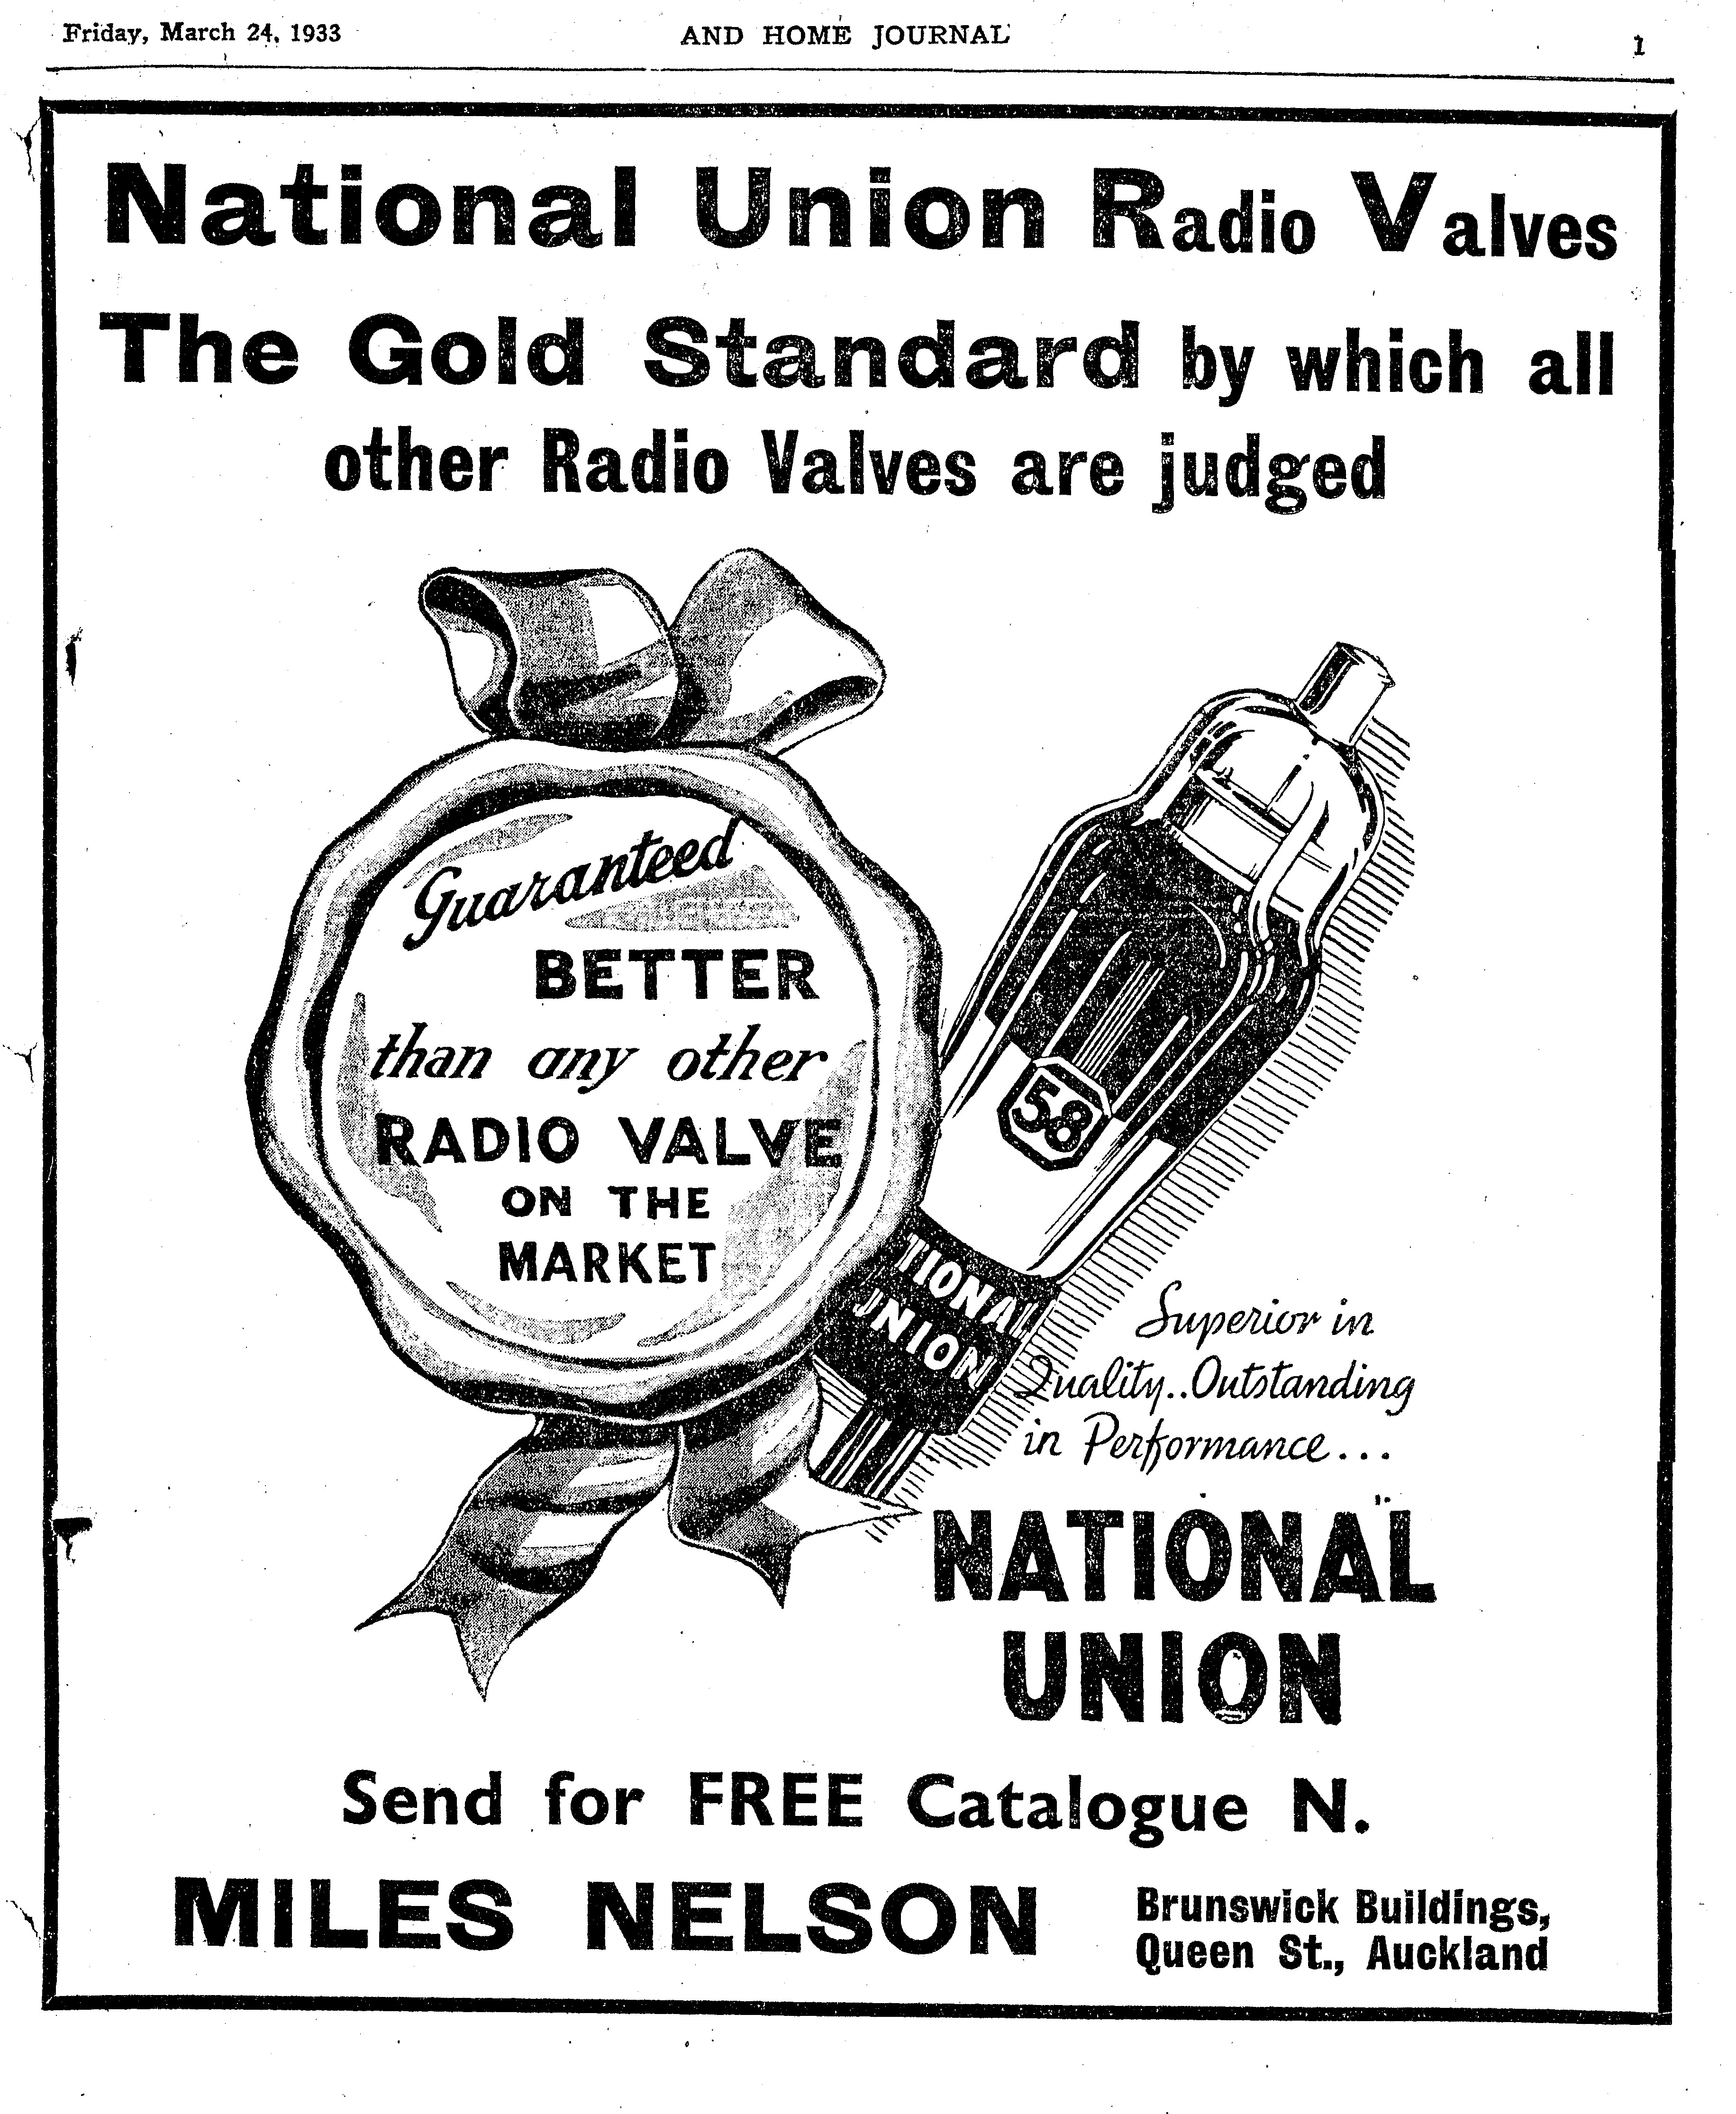 Friday, March 24, 1933 AND HOME JOURNAL 1
National Union Radio Valves
The Gold Standard by which all
other Radio Valves are judged
Guaranteed
BETTER
than any other
RADIO VALVE
ON THE
MARKET
58
TIONAL
UNION
Superior in
Quality..Outstanding
in Performance...
NATIONAL
UNION
Send for FREE Catalogue N.
MILES NELSON
Brunswick Buildings,
Queen St., Auckland